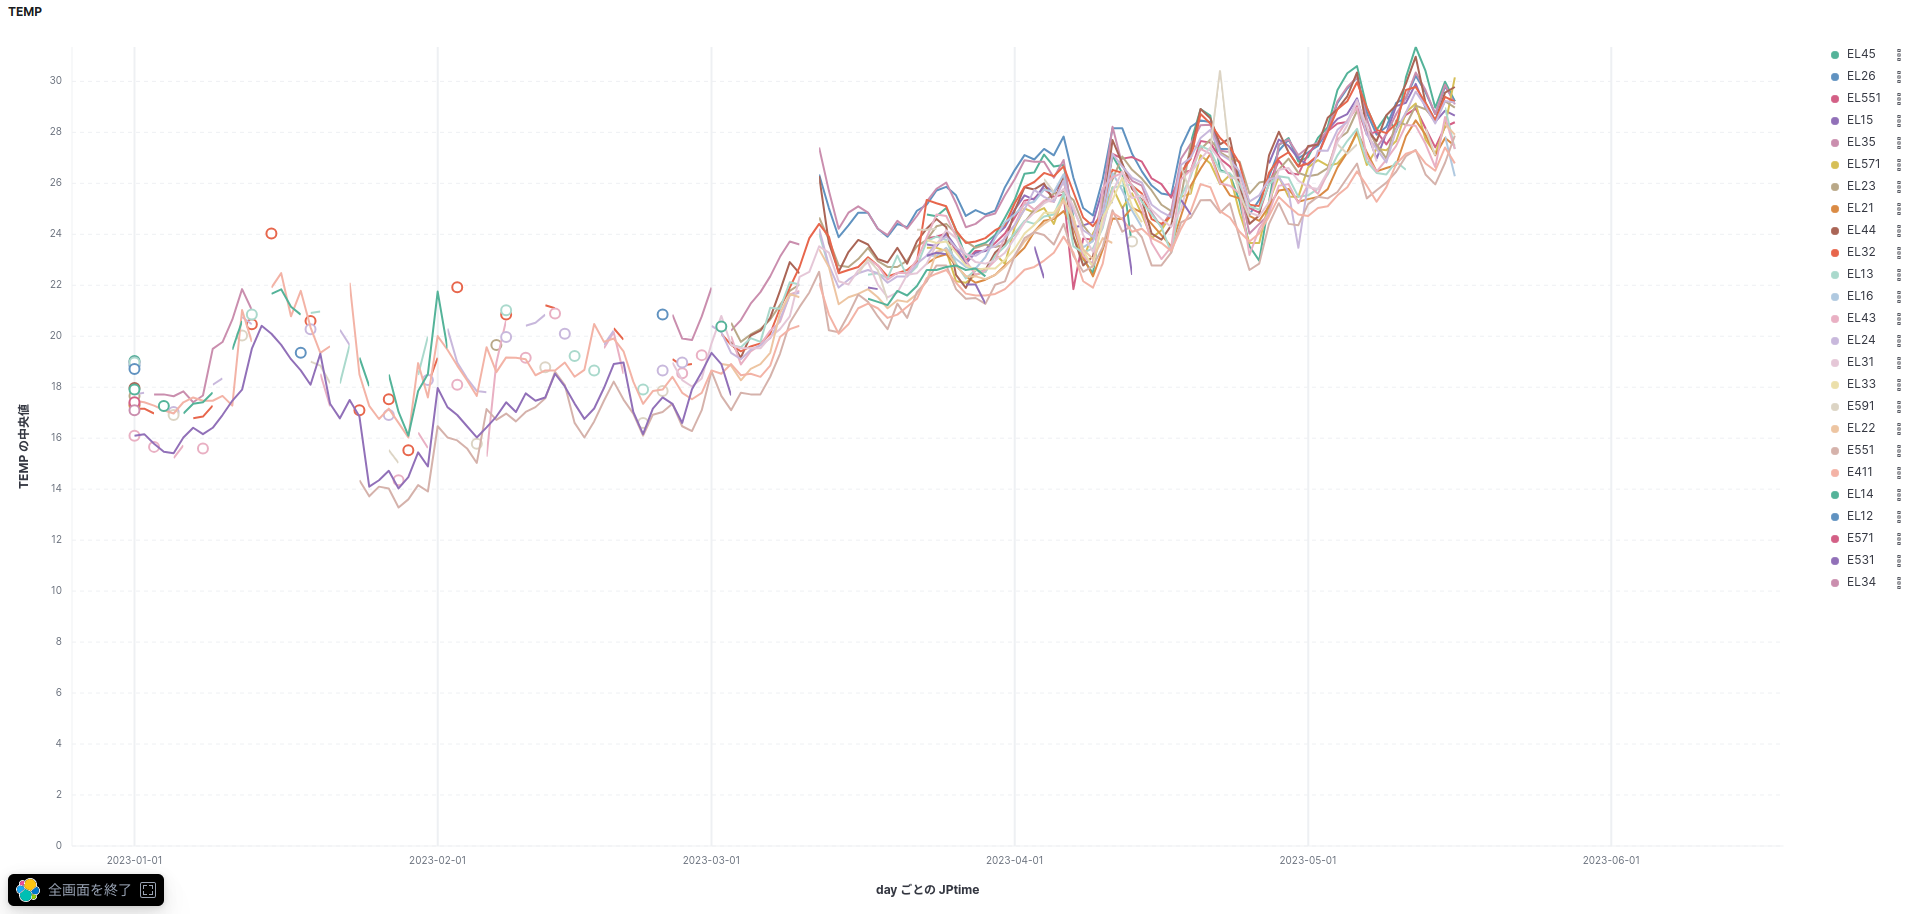 TEMP
30
28
26
24
22
20
18
16
14
12
10
8
6
4
2
0
TEMP の中央値
2023-01-01
2023-02-01
2023-03-01
2023-04-01
2023-05-01
2023-06-01
day ごとの JPtime
EL45
EL26
EL551
EL15
EL35
EL571
EL23
EL21
EL44
EL32
EL13
EL16
EL43
EL24
EL31
EL33
E591
EL22
E551
E411
EL14
EL12
E571
E531
EL34
全画面を終了